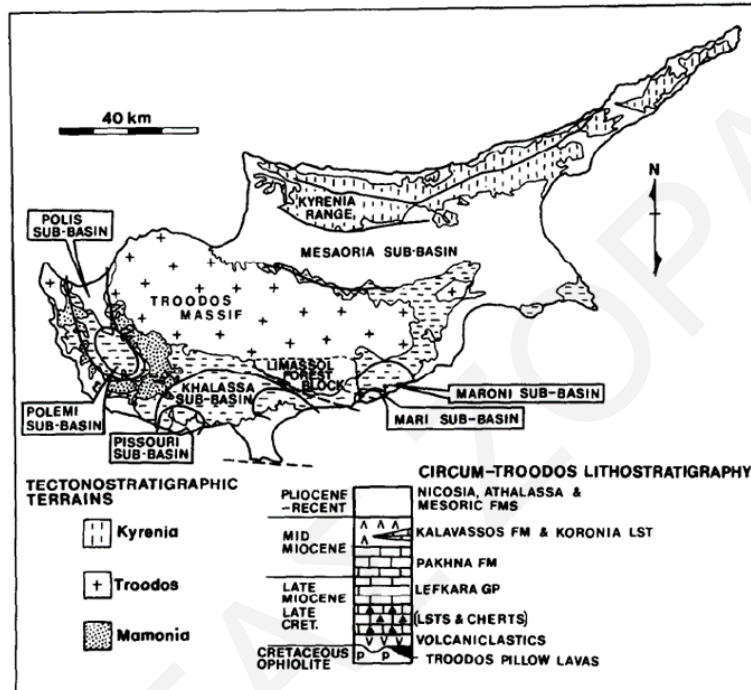 40 km
N
KYRENIA
RANGE
POLIS
SUB-BASIN
MESAORIA SUB-BASIN
TROODOS
MASSIF
LIMASSOL
FOREST
BLOCK
KHALASSA
SUB-BASIN
MARONI SUB-BASIN
POLEMI
SUB-BASIN
MARI SUB-BASIN
PISSOURI
SUB-BASIN
TECTONOSTRATIGRAPHIC
TERRAINS
Kyrenia
Troodos
Mamonia
CIRCUM-TROODOS LITHOSTRATIGRAPHY
PLIOCENE
-RECENT
NICOSIA, ATHALASSA &
MESORIC FMS
MID
MIOCENE
KALAVASSOS FM & KORONIA LST
PAKHNA FM
LATE
MIOCENE
LEFKARA GP
LATE
CRET.
(LSTS & CHERTS)
VOLCANICLASTICS
CRETACEOUS
OPHIOLITE
P P
TROODOS PILLOW LAVAS